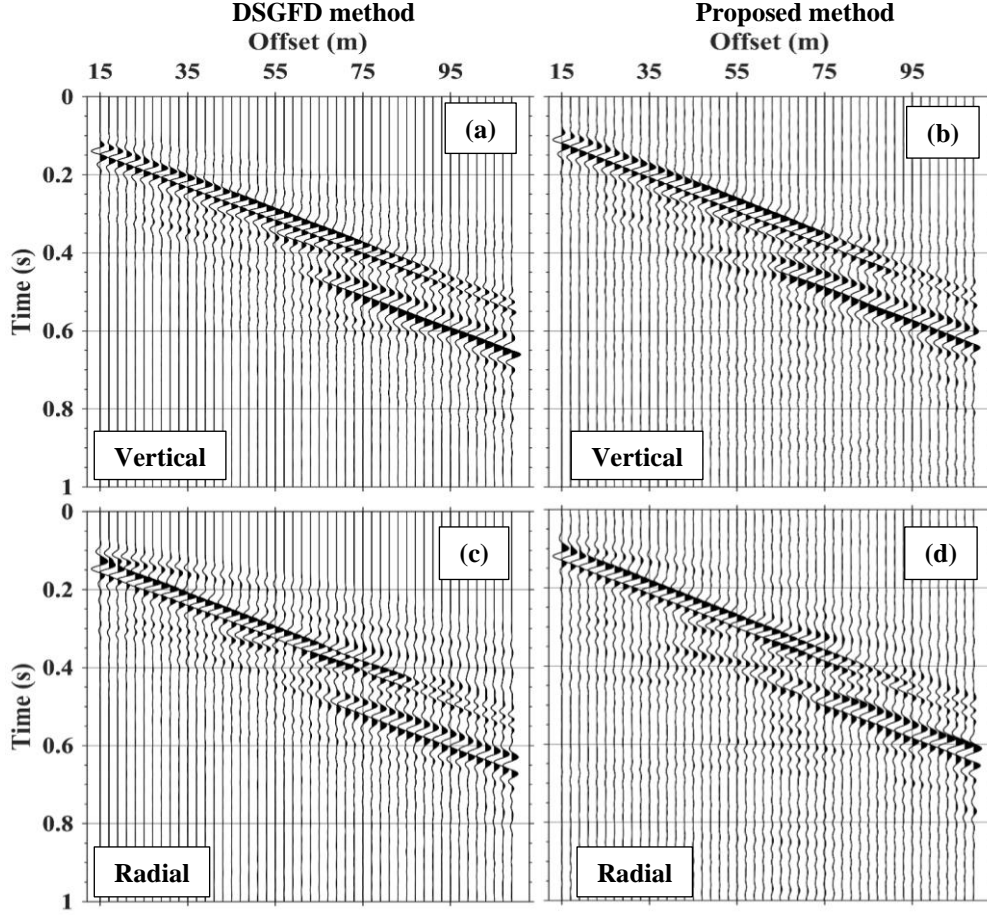 DSGFD method Proposed method
Offset (m) Offset (m)
15 35 55 75 95 15 35 55 75 95
0
(a) (b)
0.2
0.4
Time (s)
0.6
0.8
Vertical Vertical
1
0
(c) (d)
0.2
0.4
Time (s)
0.6
0.8
Radial Radial
1